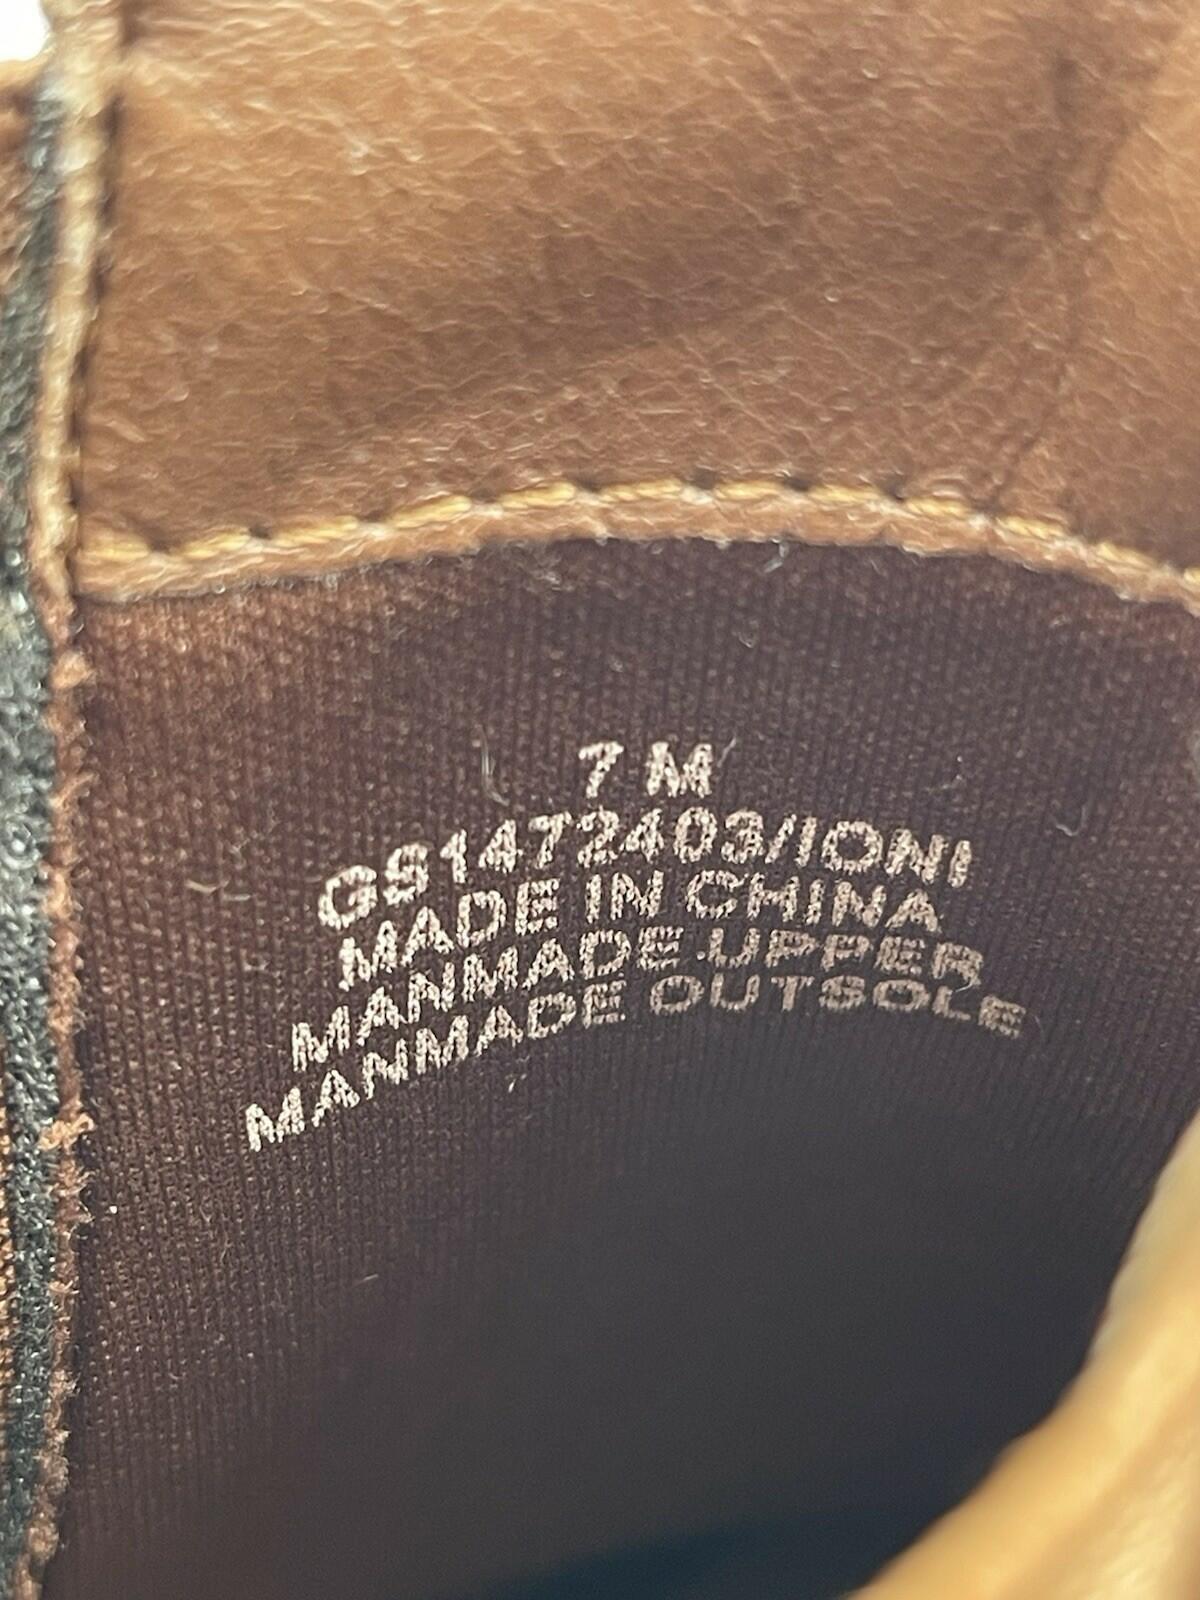 7 M
GS1472403/IONI
MADE IN CHINA
MANMADE UPPER
MANMADE OUTSOLE